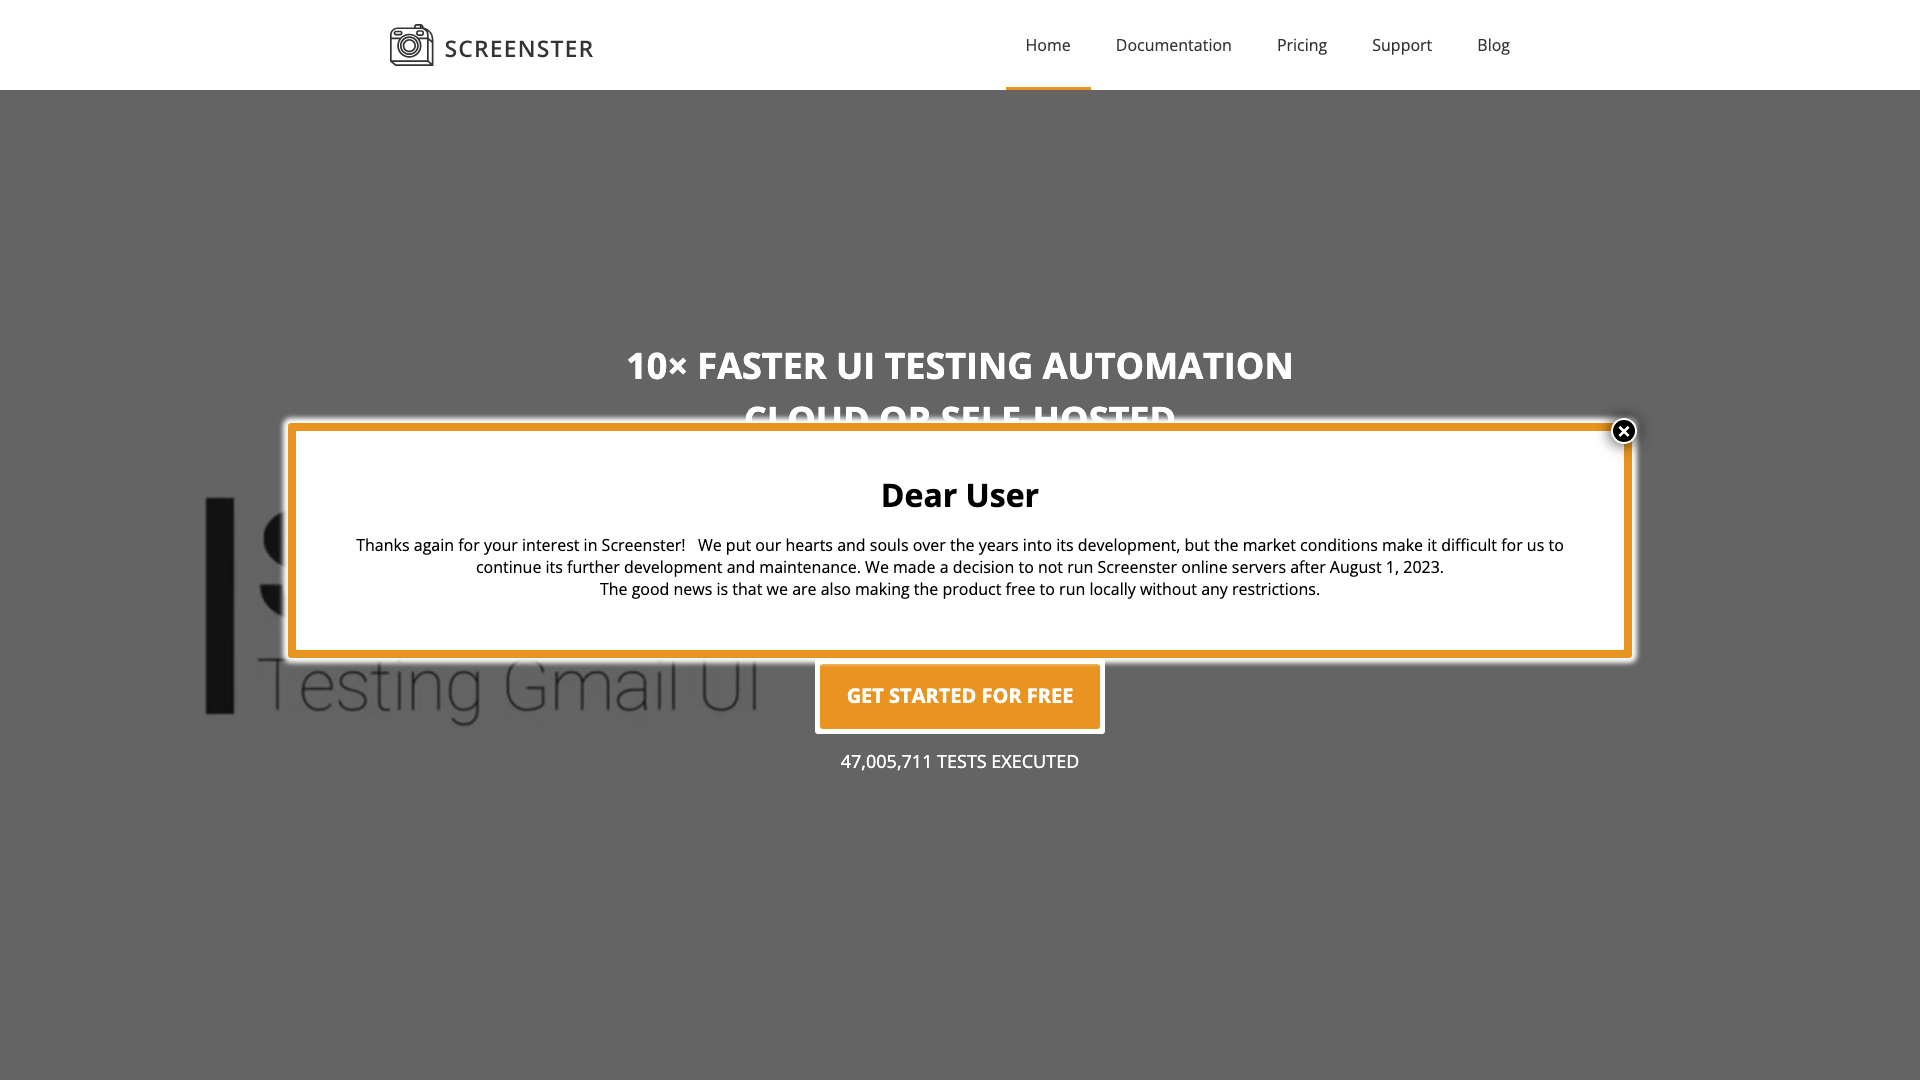 SCREENSTER
Home
Documentation
Pricing
Support
Blog
10× FASTER UI TESTING AUTOMATION
CLOUD OR SELF-HOSTED
Dear User
Thanks again for your interest in Screenster!   We put our hearts and souls over the years into its development, but the market conditions make it difficult for us to
continue its further development and maintenance. We made a decision to not run Screenster online servers after August 1, 2023.
The good news is that we are also making the product free to run locally without any restrictions.
Testing Gmail UI
GET STARTED FOR FREE
47,005,711 TESTS EXECUTED